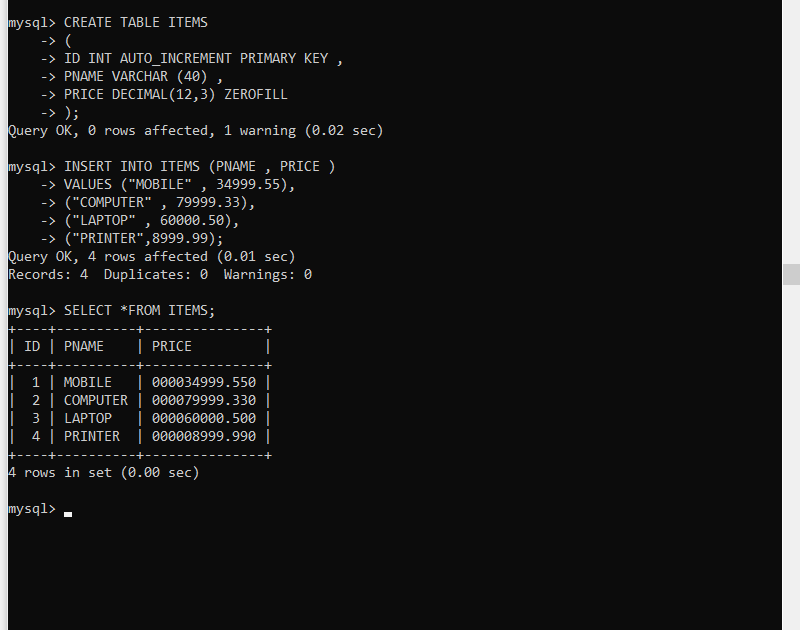 mysql> CREATE TABLE ITEMS
    -> (
    -> ID INT AUTO_INCREMENT PRIMARY KEY ,
    -> PNAME VARCHAR (40) ,
    -> PRICE DECIMAL(12,3) ZEROFILL
    -> );
Query OK, 0 rows affected, 1 warning (0.02 sec)

mysql> INSERT INTO ITEMS (PNAME , PRICE )
    -> VALUES ("MOBILE" , 34999.55),
    -> ("COMPUTER" , 79999.33),
    -> ("LAPTOP" , 60000.50),
    -> ("PRINTER",8999.99);
Query OK, 4 rows affected (0.01 sec)
Records: 4  Duplicates: 0  Warnings: 0

mysql> SELECT *FROM ITEMS;
+----+----------+---------------+
| ID | PNAME    | PRICE         |
+----+----------+---------------+
|  1 | MOBILE   | 000034999.550 |
|  2 | COMPUTER | 000079999.330 |
|  3 | LAPTOP   | 000060000.500 |
|  4 | PRINTER  | 000008999.990 |
+----+----------+---------------+
4 rows in set (0.00 sec)

mysql>